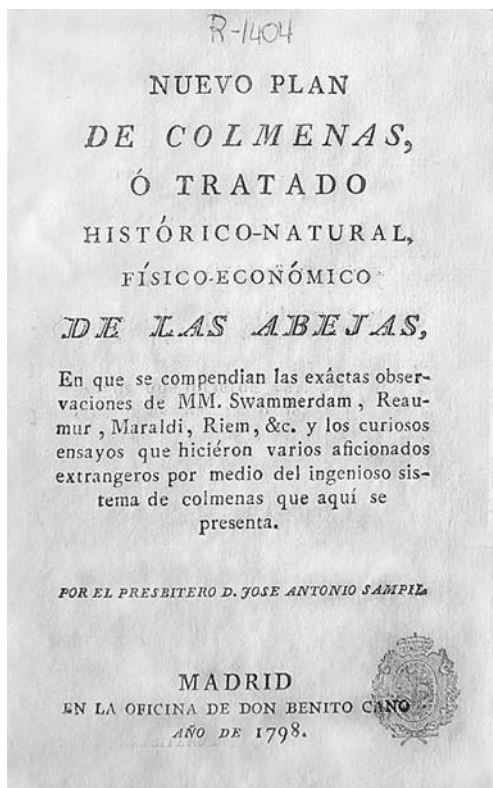 R-1404
NUEVO PLAN
DE COLMENAS,
Ó TRATADO
HISTÓRICO-NATURAL,
FÍSICO-ECONÓMICO
DE LAS ABEJAS,
En que se compendian las exáctas obser-
vaciones de MM. Swammerdam, Reau-
mur, Maraldi, Riem, &c. y los curiosos
ensayos que hiciéron varios aficionados
extrangeros por medio del ingenioso sis-
tema de colmenas que aquí se
presenta.
POR EL PRESBITERO D. JOSE ANTONIO SAMPIL.
MADRID
EN LA OFICINA DE DON BENITO CANO
AÑO DE 1798.